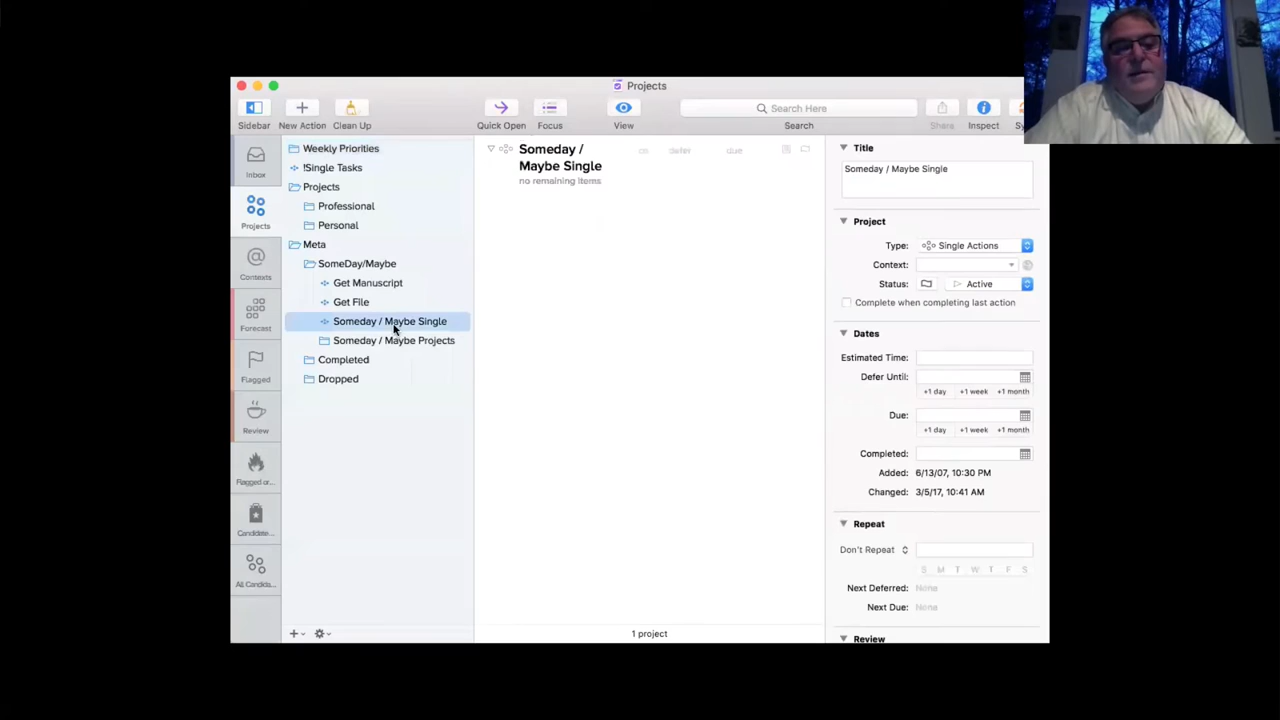 Projects
Sidebar
New Action
Clean Up
Quick Open
Focus
View
Search Here
Search
Share
Inspect
Inbox
Projects
Contexts
Forecast
Flagged
Review
Flagged or...
Candidate...
All Candida...
Weekly Priorities
!Single Tasks
Projects
Professional
Personal
Meta
SomeDay/Maybe
Get Manuscript
Get File
Someday / Maybe Single
Someday / Maybe Projects
Completed
Dropped
Someday /
Maybe Single
defer
due
no remaining items
1 project
Title
Someday / Maybe Single
Project
Type: Single Actions
Context:
Status: Active
Complete when completing last action
Dates
Estimated Time:
Defer Until:
+1 day +1 week +1 month
Due:
+1 day +1 week +1 month
Completed:
Added: 6/13/07, 10:30 PM
Changed: 3/5/17, 10:41 AM
Repeat
Don't Repeat
S M T W T F S
Next Deferred: None
Next Due: None
Review